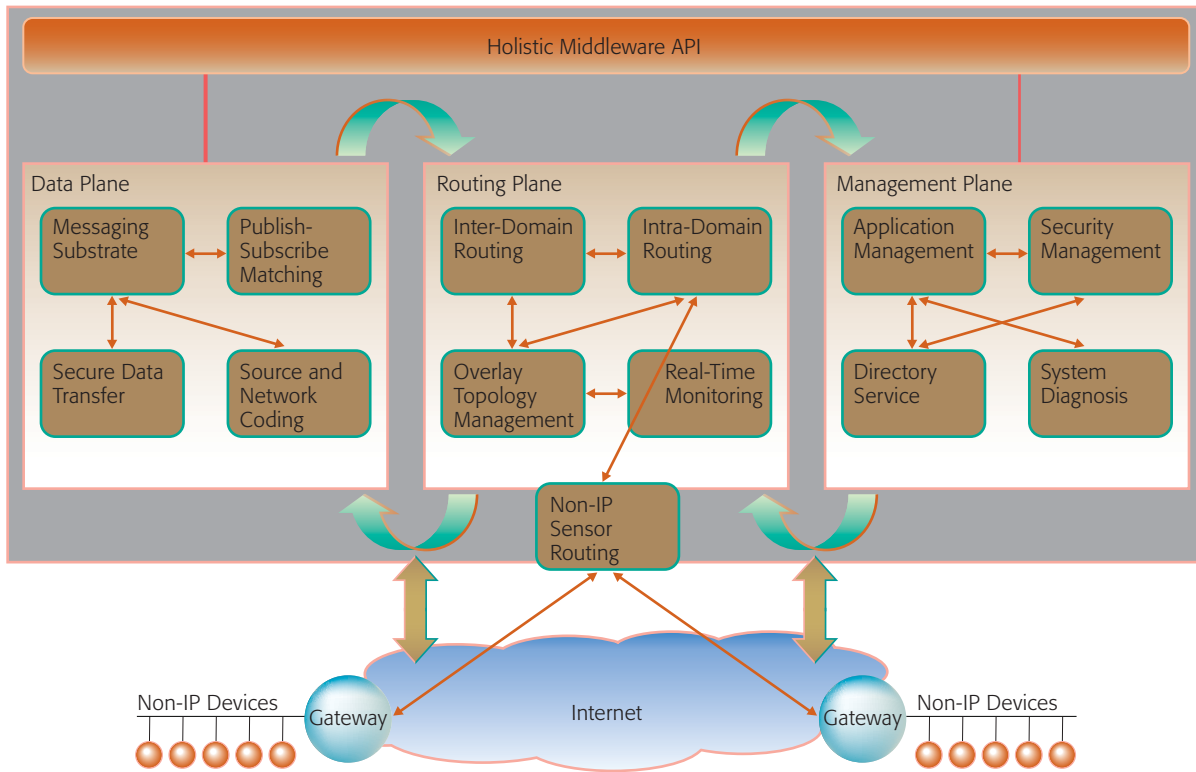 Holistic Middleware API
Data Plane
Messaging
Substrate
Publish-
Subscribe
Matching
Secure Data
Transfer
Source and
Network
Coding
Routing Plane
Inter-Domain
Routing
Intra-Domain
Routing
Overlay
Topology
Management
Real-Time
Monitoring
Non-IP
Sensor
Routing
Management Plane
Application
Management
Security
Management
Directory
Service
System
Diagnosis
Non-IP Devices
Gateway
Internet
Gateway
Non-IP Devices